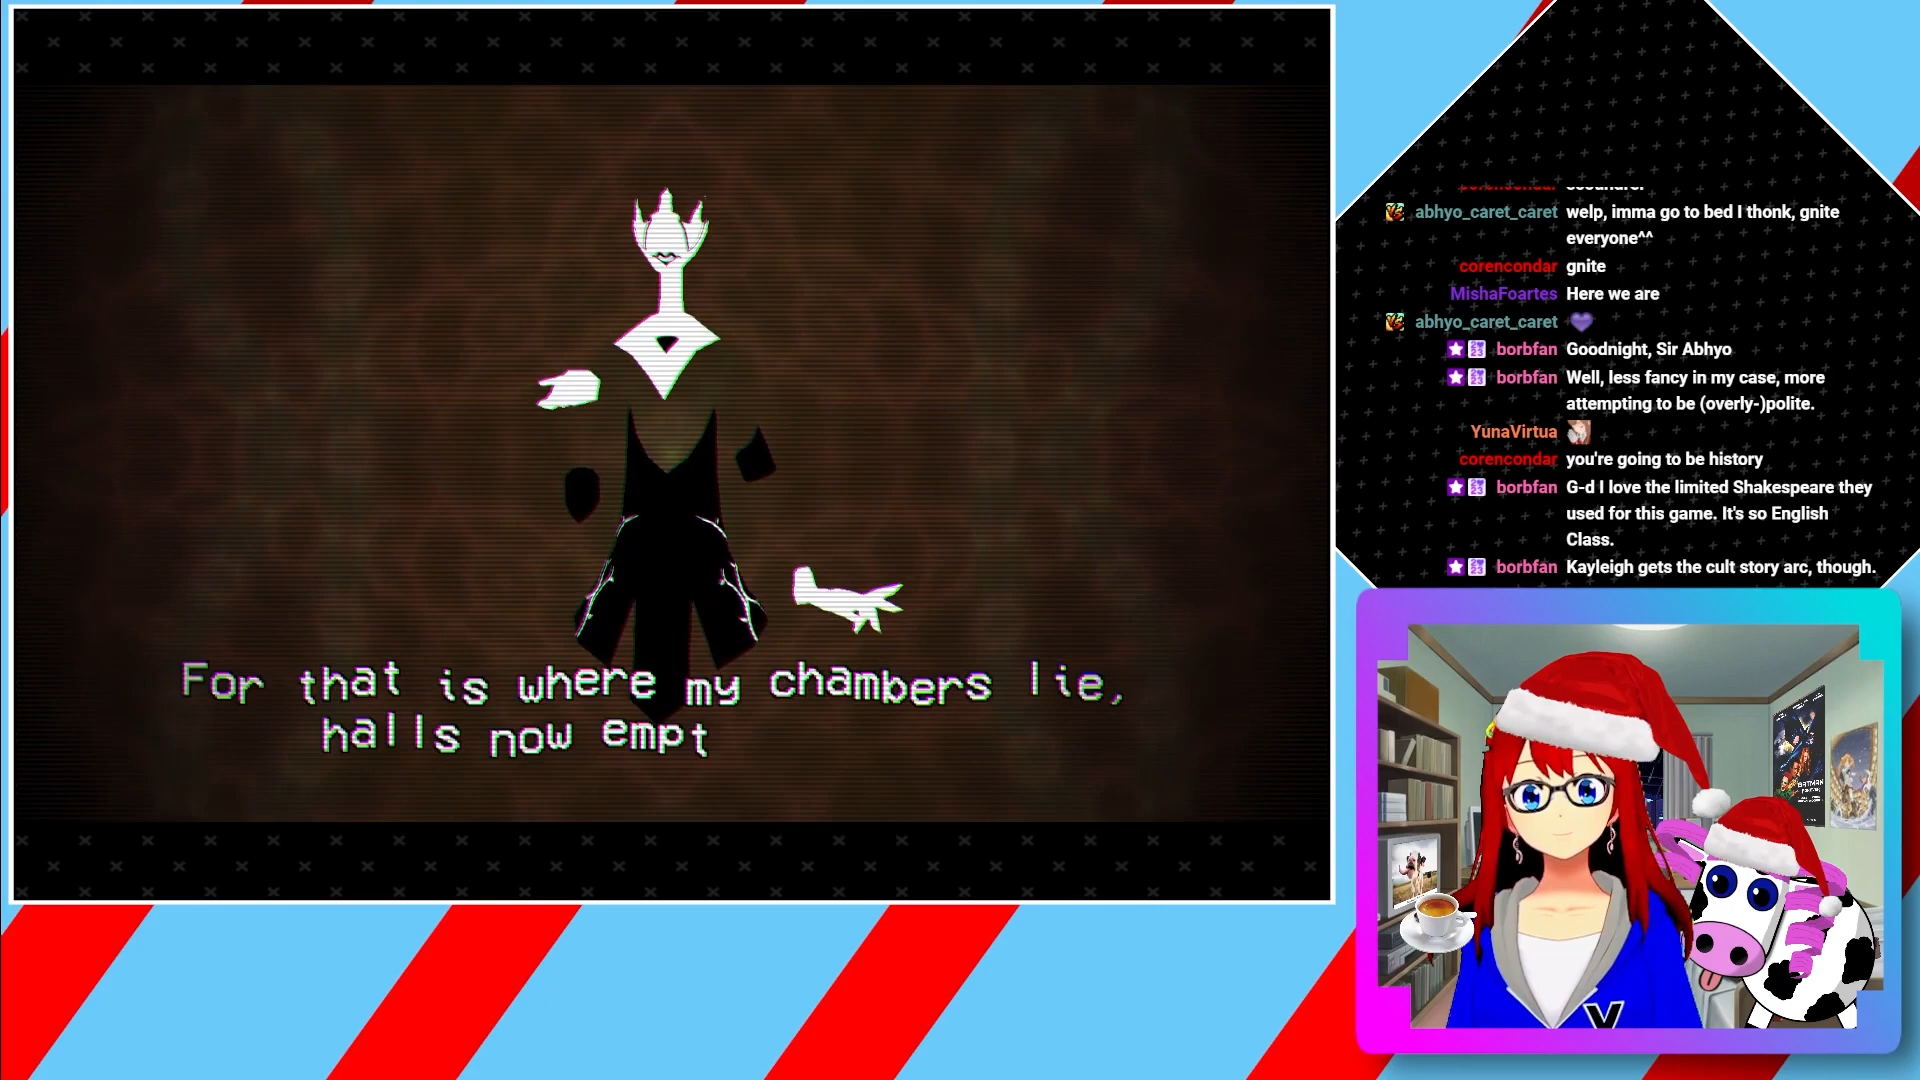 For that is where my chambers lie,
halls now empt
abhyo_caret_caret welp, imma go to bed I thonk, gnite
everyone^^
corencondar gnite
MishaFoartes Here we are
abhyo_caret_caret
borbfan Goodnight, Sir Abhyo
borbfan Well, less fancy in my case, more
attempting to be (overly-)polite.
YunaVirtua
corencondar you're going to be history
borbfan G-d I love the limited Shakespeare they
used for this game. It's so English
Class.
borbfan Kayleigh gets the cult story arc, though.
BATMAN
V